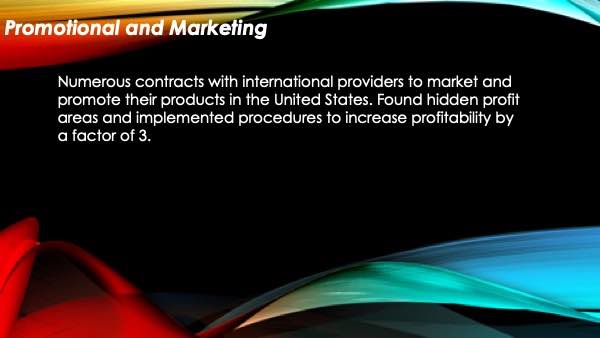 Promotional and Marketing
Numerous contracts with international providers to market and
promote their products in the United States. Found hidden profit
areas and implemented procedures to increase profitability by
a factor of 3.